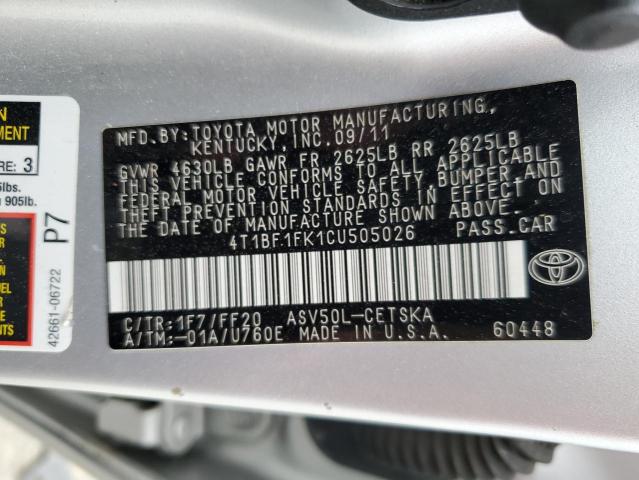 MFD.BY:TOYOTA MOTOR MANUFACTURING,
KENTUCKY,INC.09/11
GVWR 4630LB GAWR FR 2625LB RR 2625LB
THIS VEHICLE CONFORMS TO ALL APPLICABLE
FEDERAL MOTOR VEHICLE SAFETY,BUMPER AND
THEFT PREVENTION STANDARDS IN EFFECT ON
THE DATE OF MANUFACTURE SHOWN ABOVE.
4T1BF1FK1CU505026 PASS.CAR
C/TR:1F7/FF20 ASV50L-CETSKA
A/TM:-01A/U760E MADE IN U.S.A. 60448
3
905lb.
P7
42661-06722